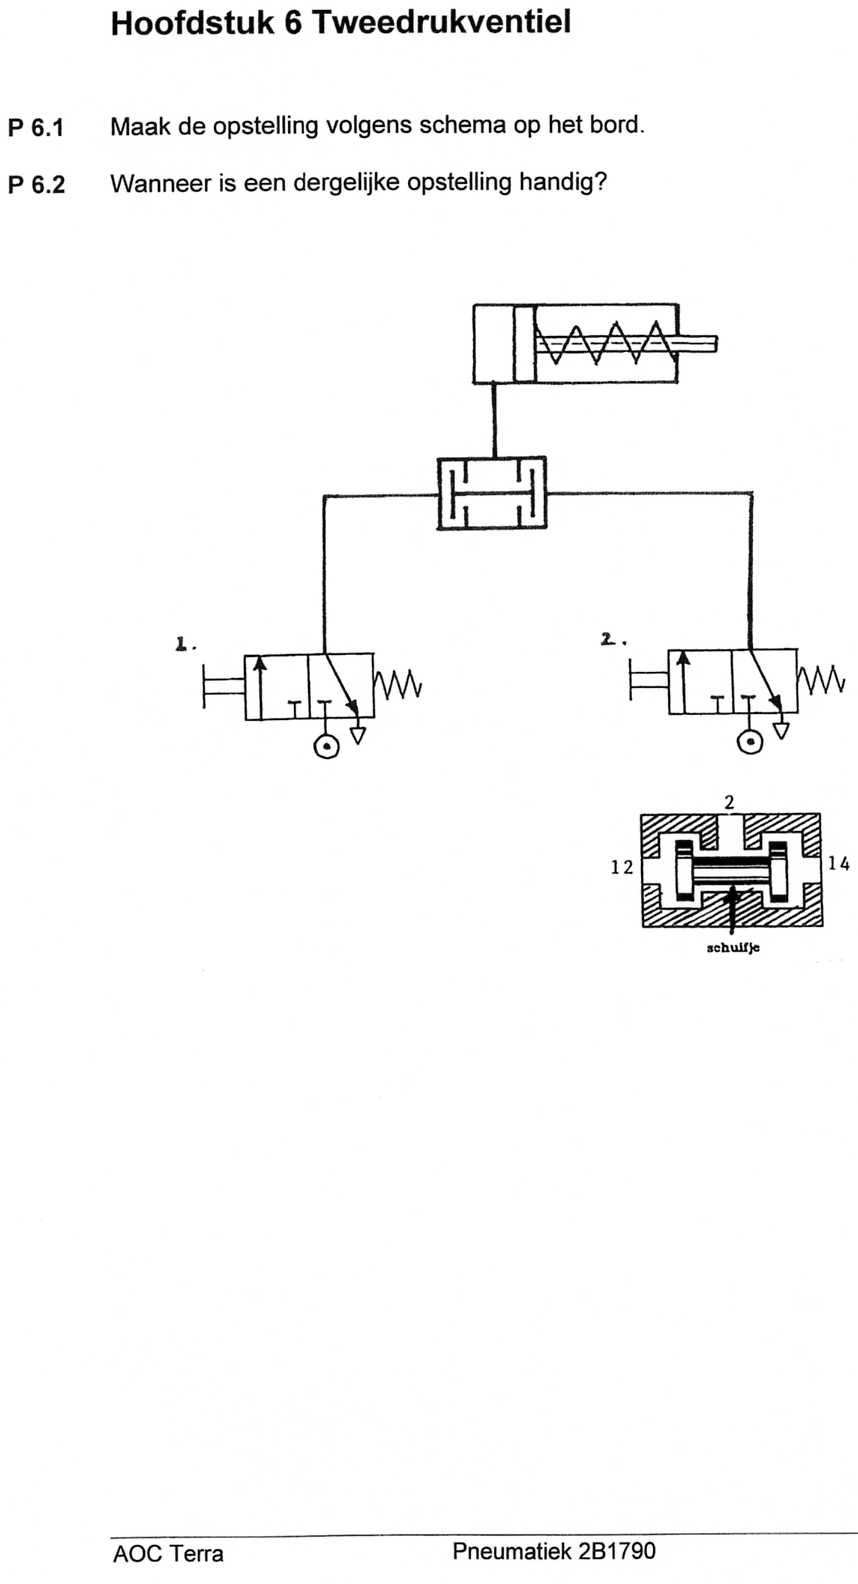 Hoofdstuk 6 Tweedrukventiel
P 6.1 Maak de opstelling volgens schema op het bord.
P 6.2 Wanneer is een dergelijke opstelling handig?
1.
2.
2
12
14
schuifje
AOC Terra Pneumatiek 2B1790